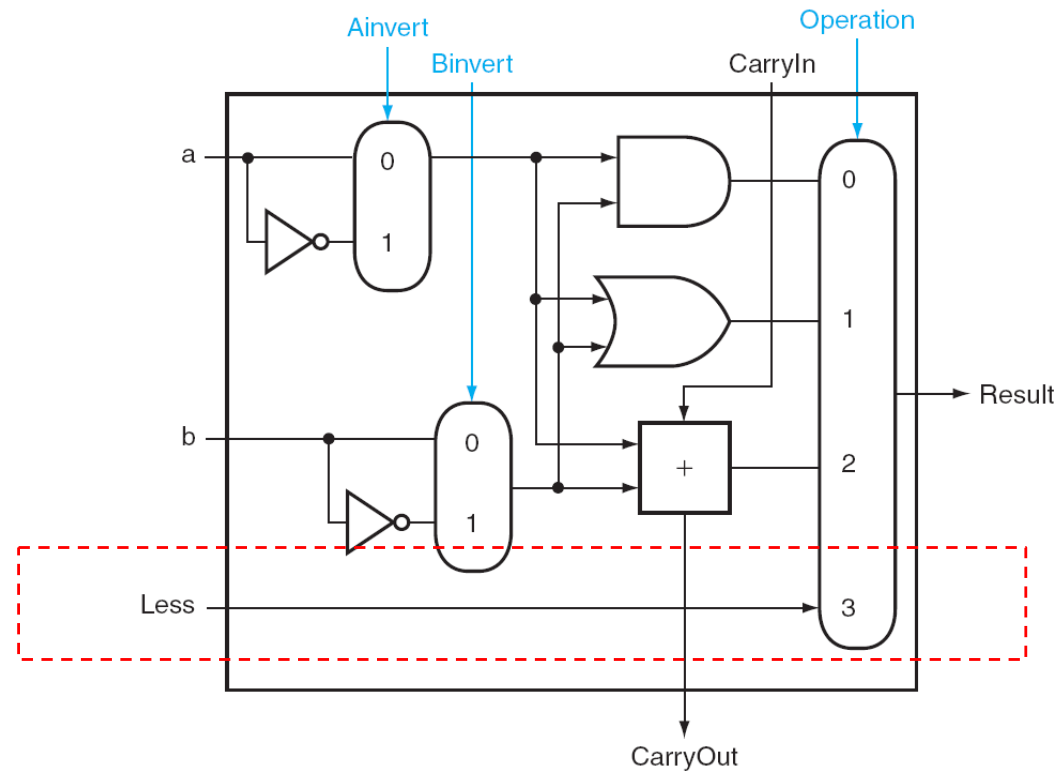 Ainvert
Operation
Binvert
CarryIn
a
0
0
1
1
Result
b
0
2
+
1
Less
3
CarryOut